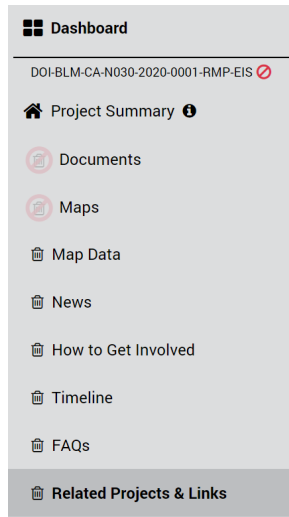 Dashboard
DOI-BLM-CA-N030-2020-0001-RMP-EIS
Project Summary
Documents
Maps
Map Data
News
How to Get Involved
Timeline
FAQs
Related Projects & Links